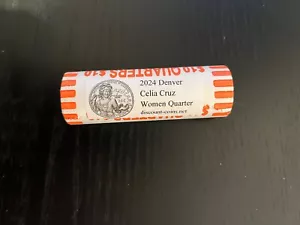 $10 QUARTERS $10
2024 Denver
Celia Cruz
Women Quarter
discount-coins.net
$